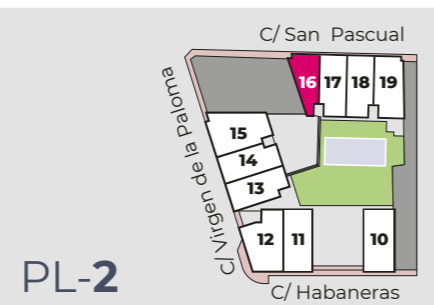 C/ San Pascual
16 17 18 19
C/ Virgen de la Paloma
15
14
13
12 11 10
PL-2
C/ Habaneras